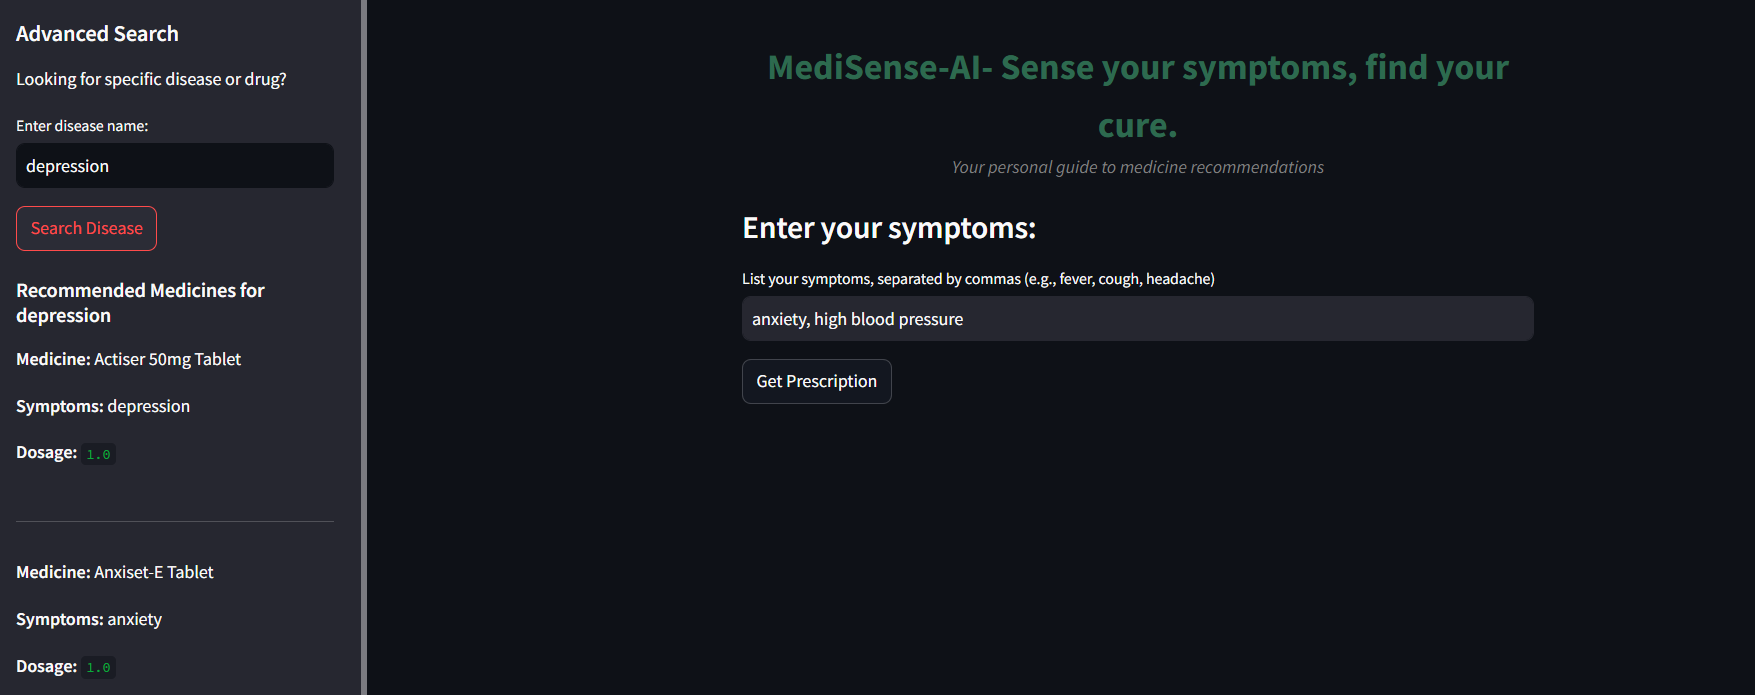 Advanced Search
Looking for specific disease or drug?
Enter disease name:
depression
Search Disease
Recommended Medicines for
depression
Medicine: Actiser 50mg Tablet
Symptoms: depression
Dosage: 1.0
Medicine: Anxiset-E Tablet
Symptoms: anxiety
Dosage: 1.0
MediSense-AI- Sense your symptoms, find your
cure.
Your personal guide to medicine recommendations
Enter your symptoms:
List your symptoms, separated by commas (e.g., fever, cough, headache)
anxiety, high blood pressure
Get Prescription